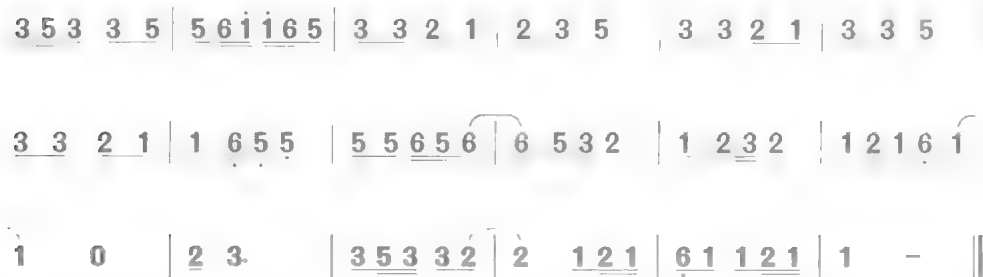 3 5 3 3 5 | 5 6 i i 6 5 | 3 3 2 1 | 2 3 5 | 3 3 2 1 | 3 3 5
3 3 2 1 | 1 6 5 5 | 5 5 6 5 6 | 6 5 3 2 | 1 2 3 2 | 1 2 1 6 1
1 0 | 2 3. | 3 5 3 3 2 | 2 1 2 1 | 6 1 1 2 1 | 1 – ‖